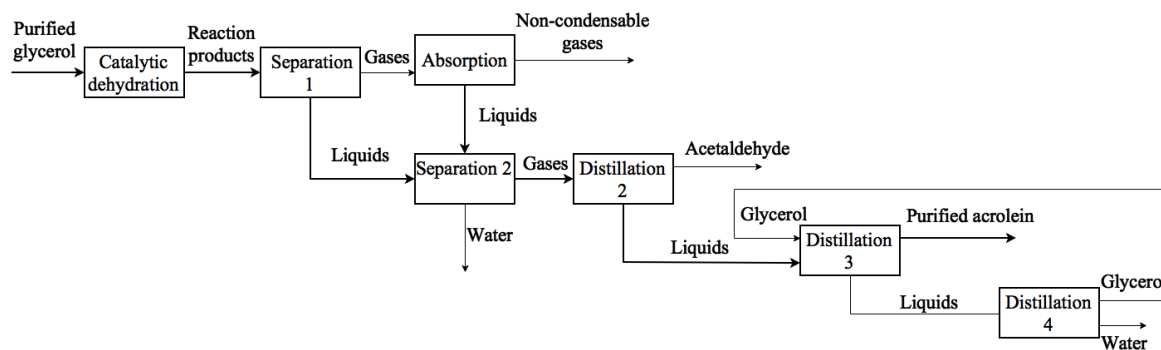 Purified
glycerol
Catalytic
dehydration
Reaction
products
Separation
1
Gases
Absorption
Non-condensable
gases
Liquids
Liquids
Separation 2
Gases
Distillation
2
Acetaldehyde
Water
Liquids
Glycerol
Distillation
3
Purified acrolein
Liquids
Distillation
4
Glycerol
Water